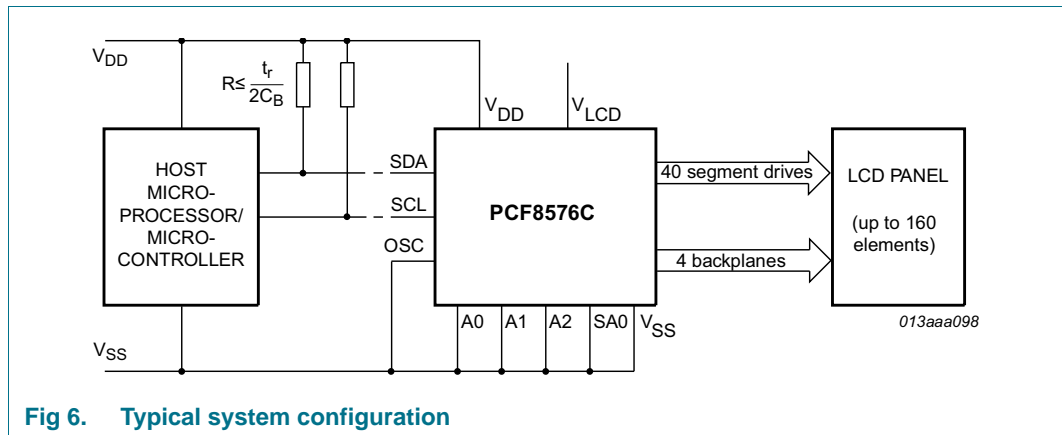 VDD
R≤ tr
2CB
VDD
VLCD
HOST
MICRO-
PROCESSOR/
MICRO-
CONTROLLER
SDA
SCL
OSC
PCF8576C
40 segment drives
4 backplanes
LCD PANEL
(up to 160
elements)
A0 A1 A2 SA0 VSS
013aaa098
VSS
Fig 6. Typical system configuration